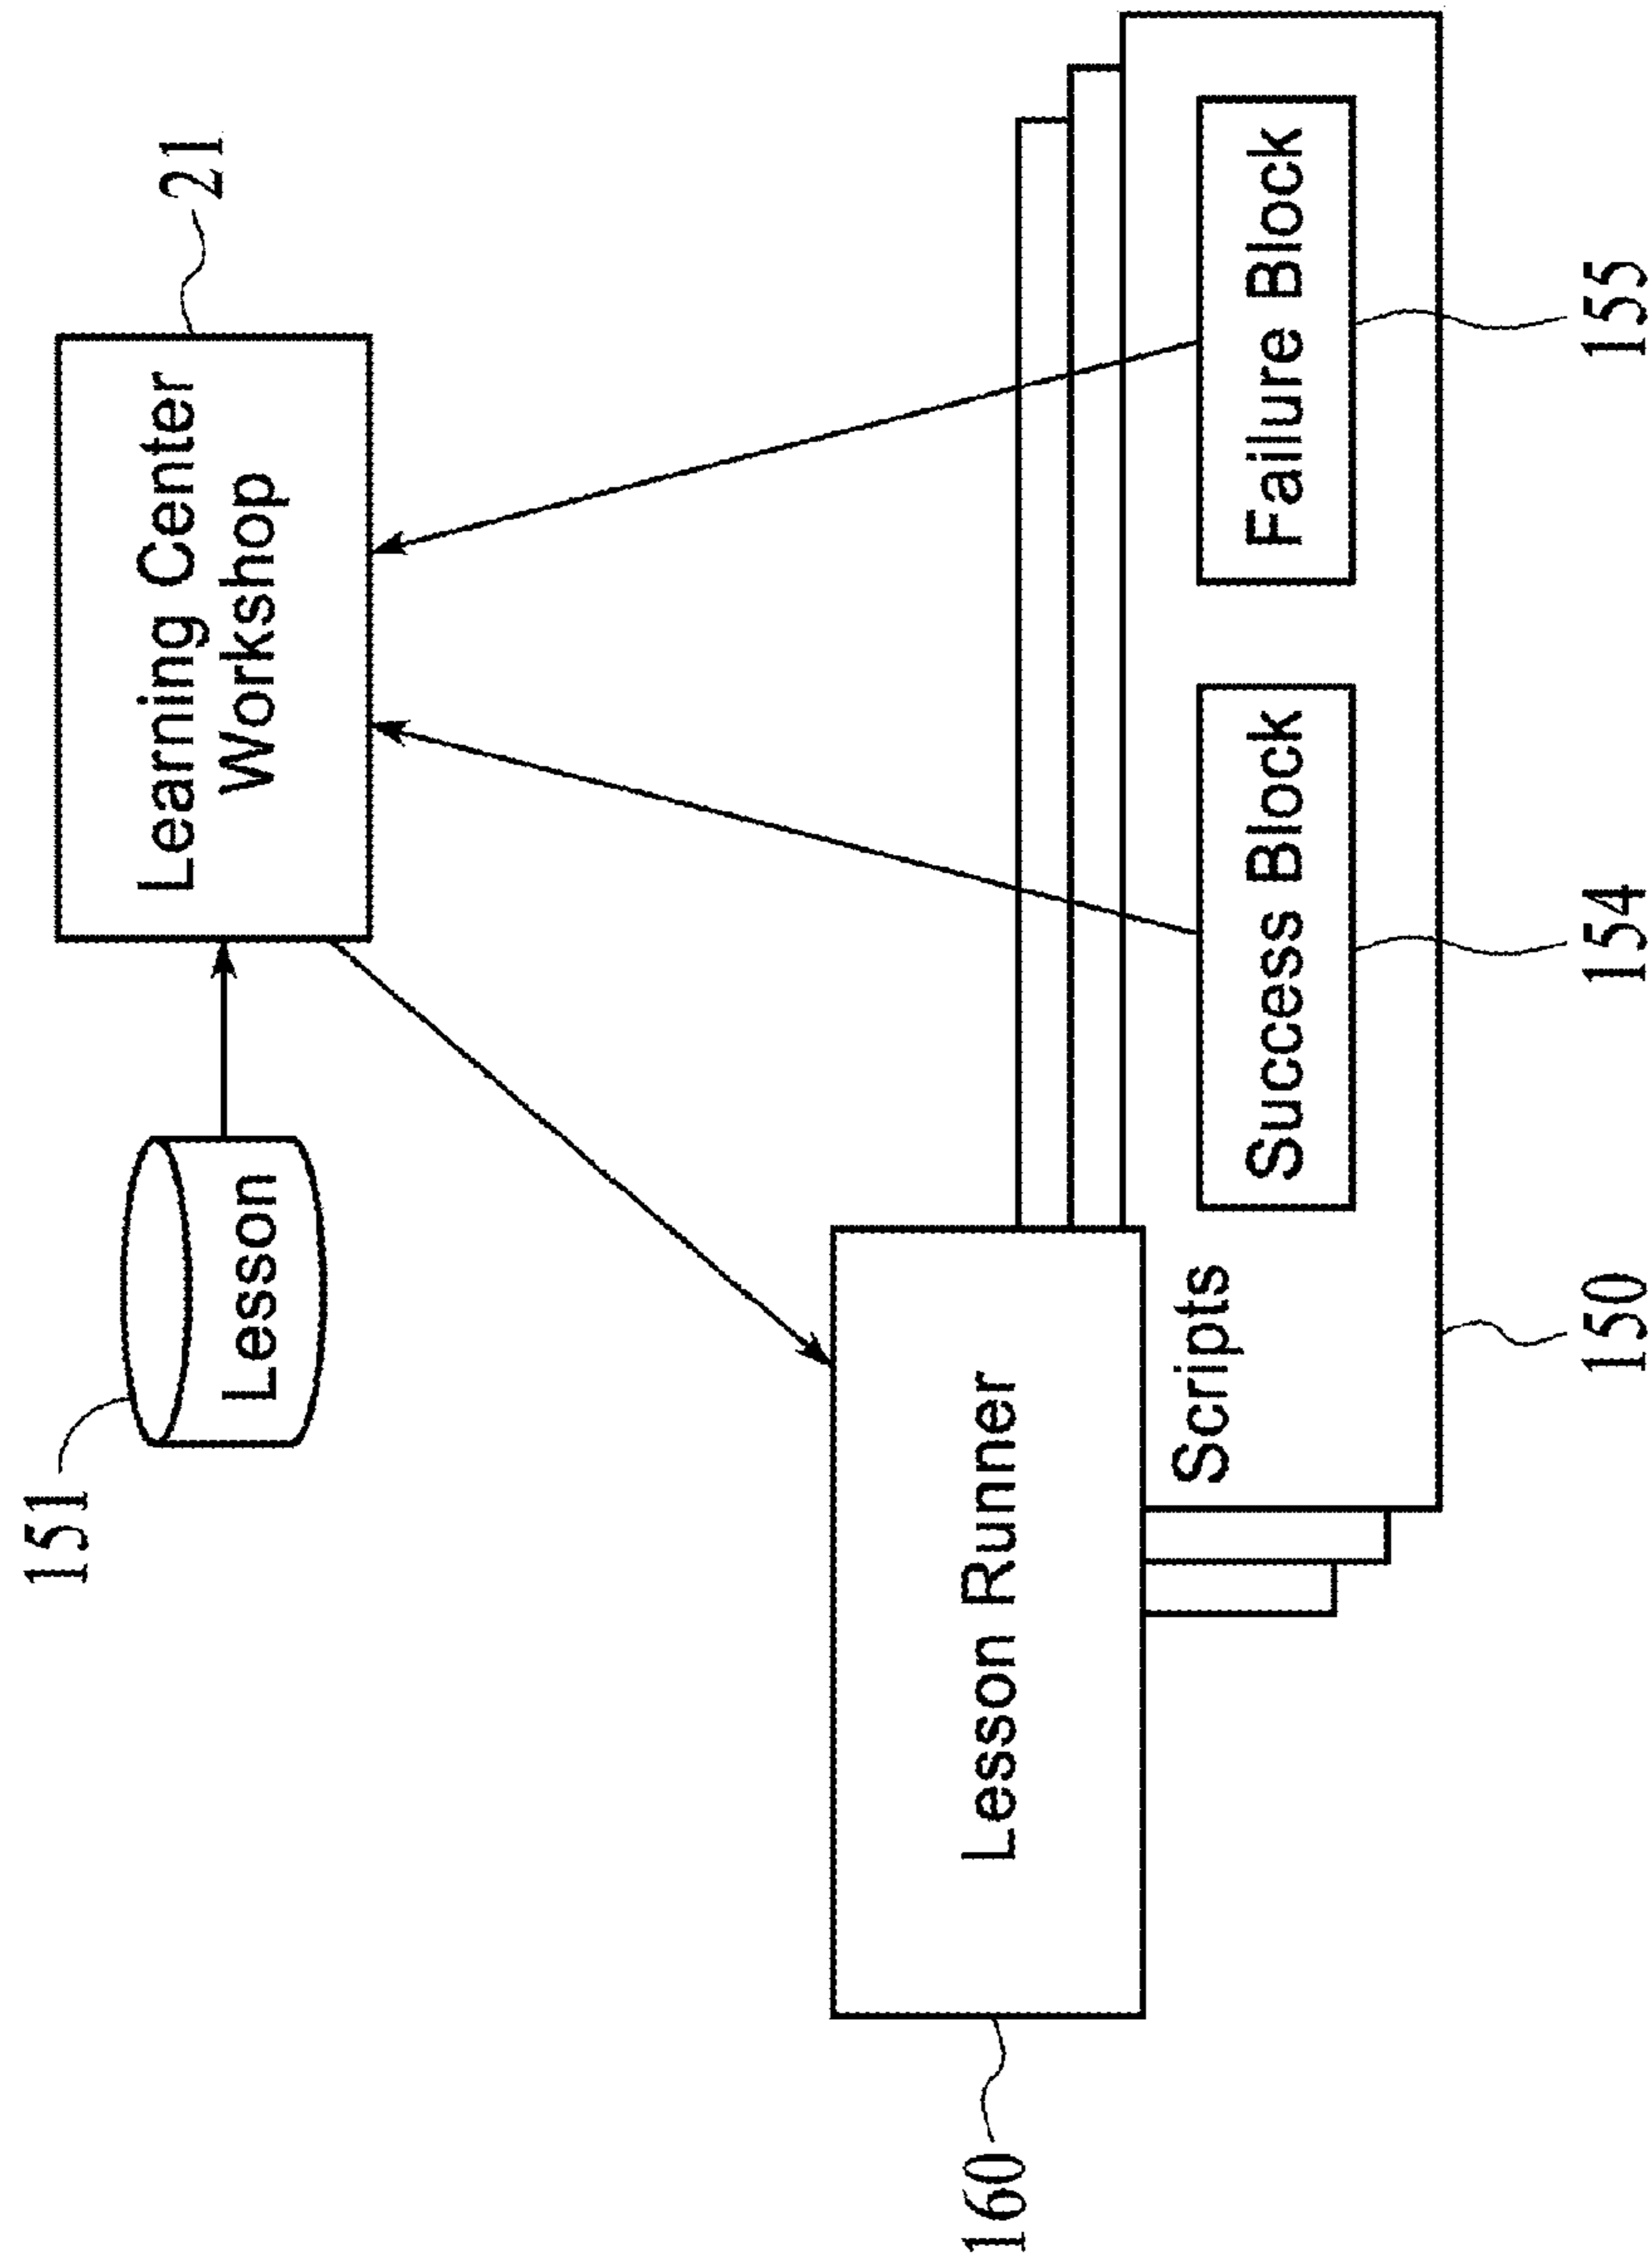 151
Lesson
Learning Center
Workshop
21
160
Lesson Runner
Scripts
Success Block
Failure Block
150
154
155